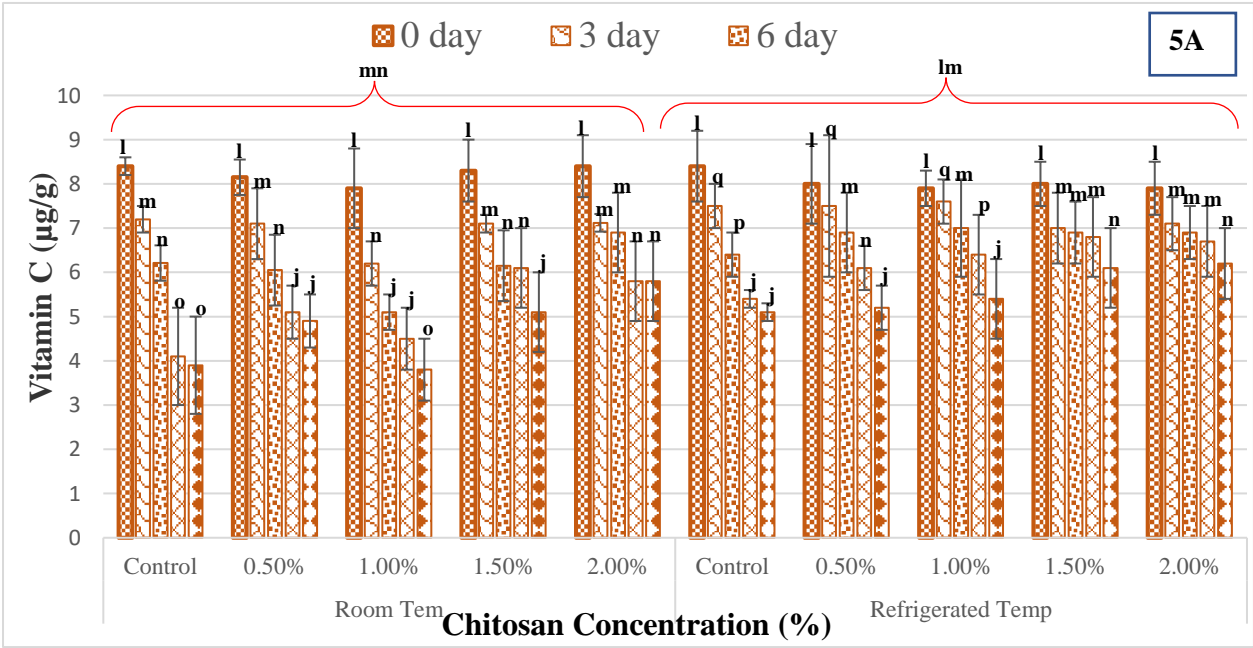 0 day 3 day 6 day
5A
mn lm
10
9
8
7
6
5
4
3
2
1
0
Vitamin C (µg/g)
l m n o o
l m n j j
l m j j o
l m n n j
l m m n n
l q p j j
l q m n j
l q m p j
l m m m n
l m m m n
Control 0.50% 1.00% 1.50% 2.00% Control 0.50% 1.00% 1.50% 2.00%
Room Tem Refrigerated Temp
Chitosan Concentration (%)